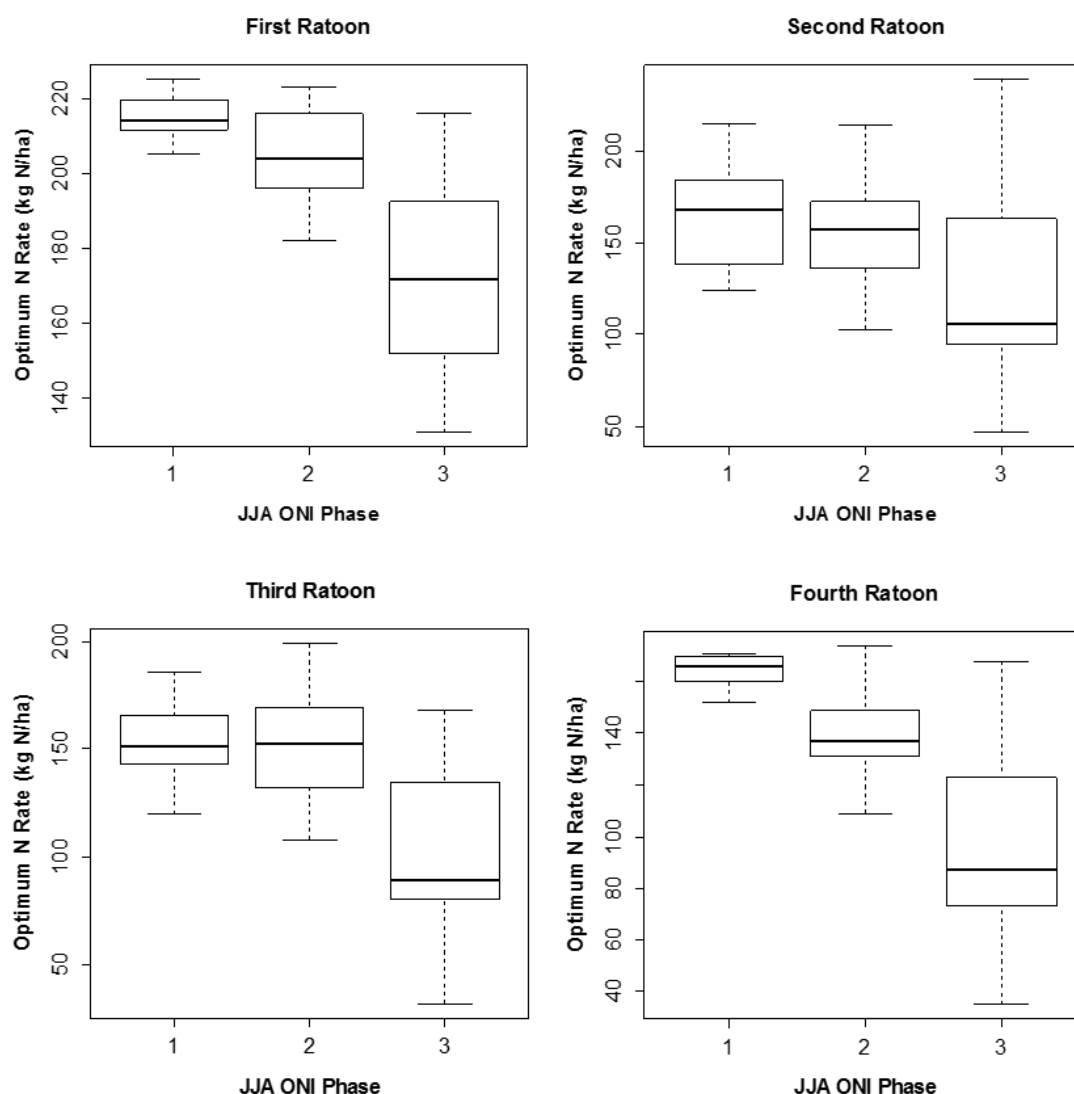 First Ratoon
Optimum N Rate (kg N/ha)
220
200
180
160
140
1 2 3
JJA ONI Phase
Second Ratoon
Optimum N Rate (kg N/ha)
200
150
100
50
1 2 3
JJA ONI Phase
Third Ratoon
Optimum N Rate (kg N/ha)
200
150
100
50
1 2 3
JJA ONI Phase
Fourth Ratoon
Optimum N Rate (kg N/ha)
140
100
80
60
40
1 2 3
JJA ONI Phase